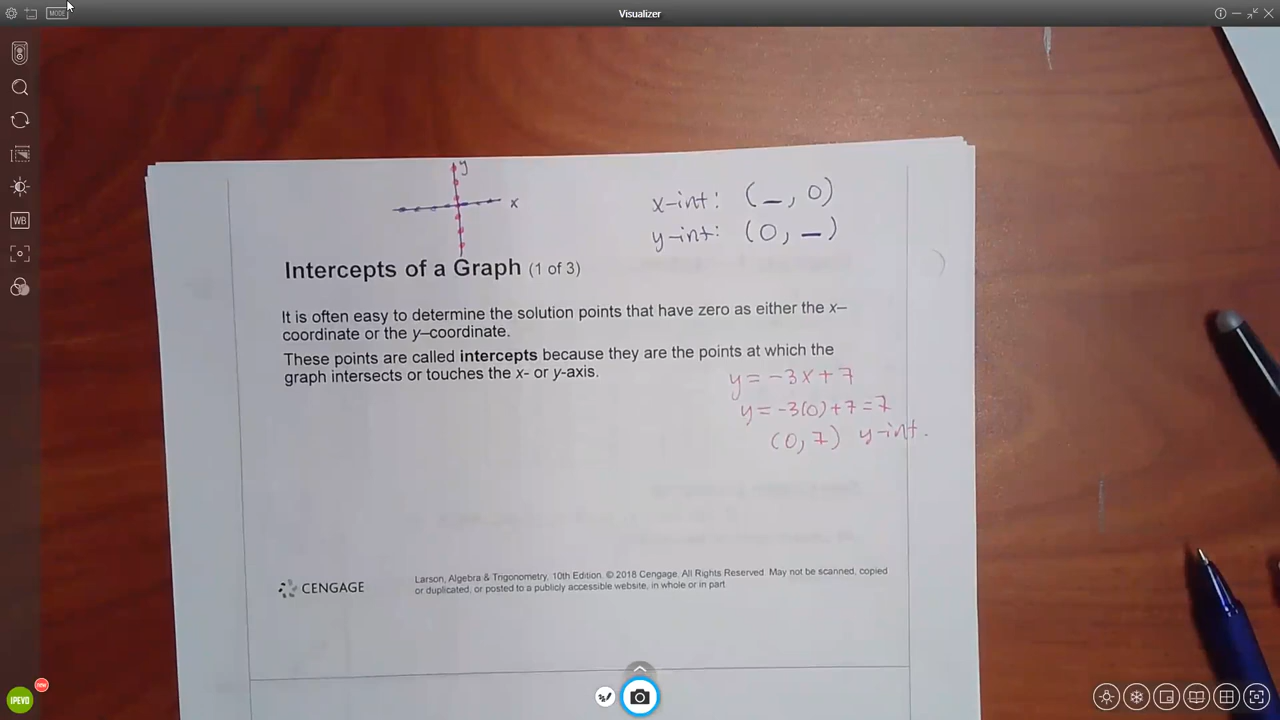 MODE
Visualizer
WB
y
x
x-int: (_, 0)
y-int: (0, _)
Intercepts of a Graph (1 of 3)
It is often easy to determine the solution points that have zero as either the x–
coordinate or the y–coordinate.
These points are called intercepts because they are the points at which the
graph intersects or touches the x- or y-axis.
y = -3x + 7
y = -3(0) + 7 = 7
(0, 7) y-int.
CENGAGE
Larson, Algebra & Trigonometry, 10th Edition. © 2018 Cengage. All Rights Reserved. May not be scanned, copied
or duplicated, or posted to a publicly accessible website, in whole or in part
IPEVO
new